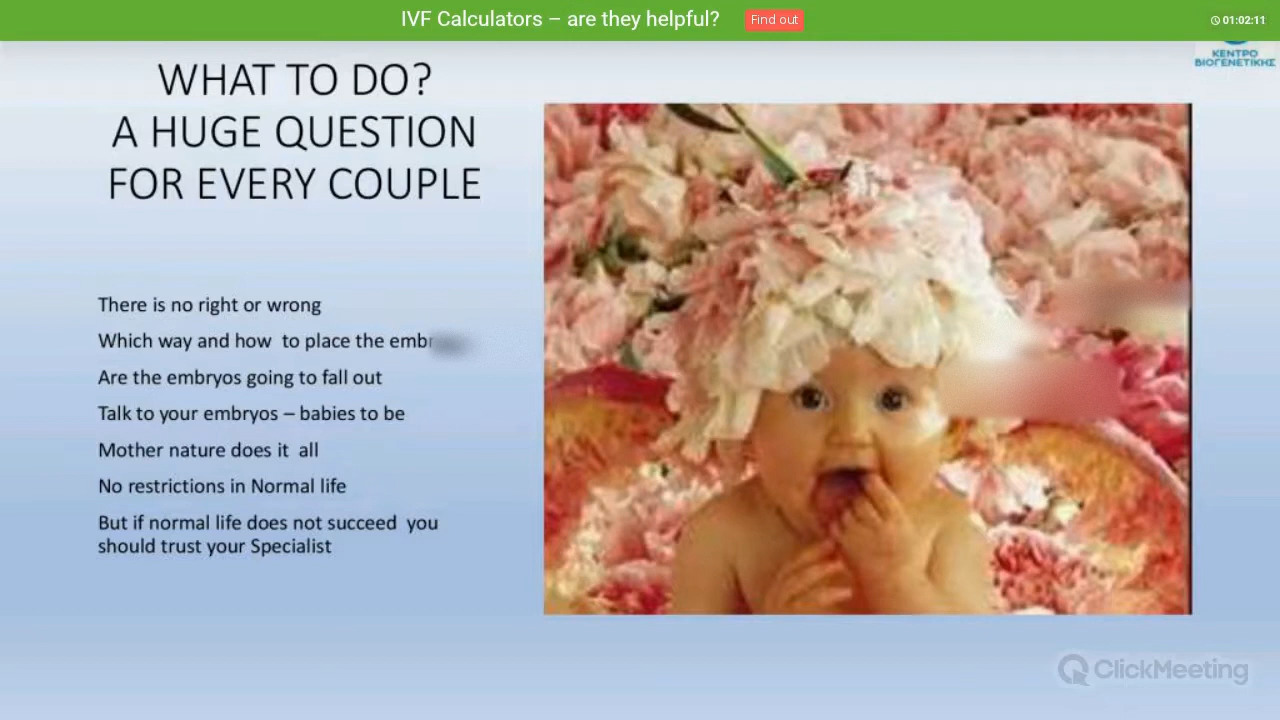 IVF Calculators – are they helpful?
Find out
01:02:11
ΚΕΝΤΡΟ
ΒΙΟΓΕΝΕΤΙΚΗΣ
WHAT TO DO?
A HUGE QUESTION
FOR EVERY COUPLE
There is no right or wrong
Which way and how to place the
Are the embryos going to fall out
Talk to your embryos – babies to be
Mother nature does it all
No restrictions in Normal life
But if normal life does not succeed you
should trust your Specialist
ClickMeeting